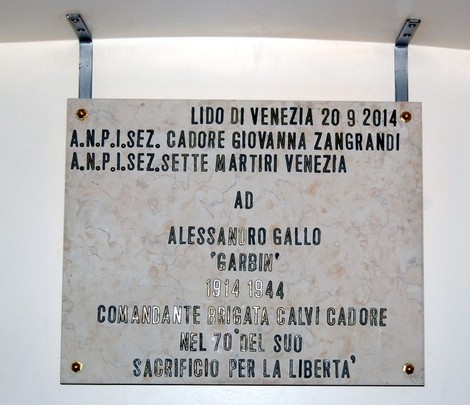 LIDO DI VENEZIA 20 9 2014
A.N.P.I.SEZ. CADORE GIOVANNA ZANGRANDI
A.N.P.I.SEZ.SETTE MARTIRI VENEZIA
AD
ALESSANDRO GALLO
'GARBIN'
1914 1944
COMANDANTE BRIGATA CALVI CADORE
NEL 70° DEL SUO
SACRIFICIO PER LA LIBERTA'